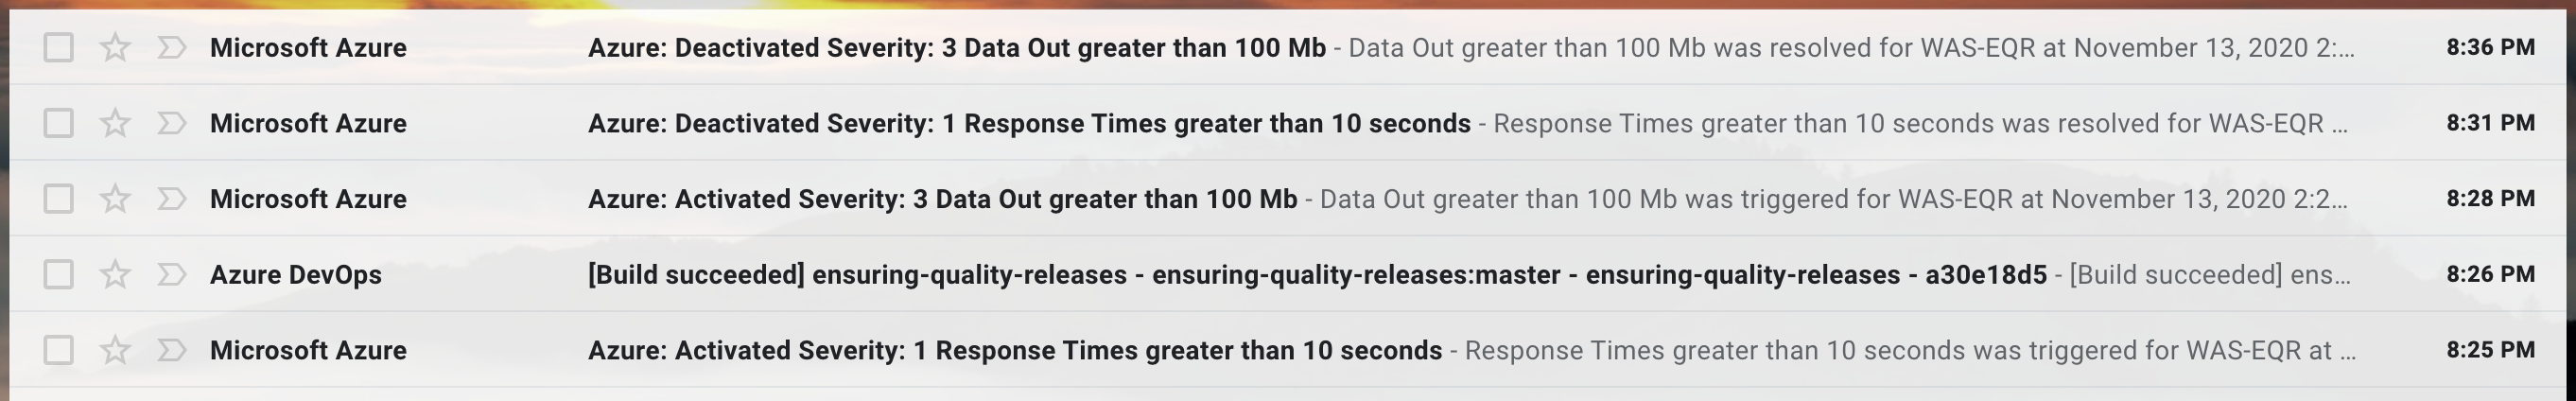 Microsoft Azure Azure: Deactivated Severity: 3 Data Out greater than 100 Mb - Data Out greater than 100 Mb was resolved for WAS-EQR at November 13, 2020 2:... 8:36 PM
Microsoft Azure Azure: Deactivated Severity: 1 Response Times greater than 10 seconds - Response Times greater than 10 seconds was resolved for WAS-EQR ... 8:31 PM
Microsoft Azure Azure: Activated Severity: 3 Data Out greater than 100 Mb - Data Out greater than 100 Mb was triggered for WAS-EQR at November 13, 2020 2:2... 8:28 PM
Azure DevOps [Build succeeded] ensuring-quality-releases - ensuring-quality-releases:master - ensuring-quality-releases - a30e18d5 - [Build succeeded] ens... 8:26 PM
Microsoft Azure Azure: Activated Severity: 1 Response Times greater than 10 seconds - Response Times greater than 10 seconds was triggered for WAS-EQR at ... 8:25 PM